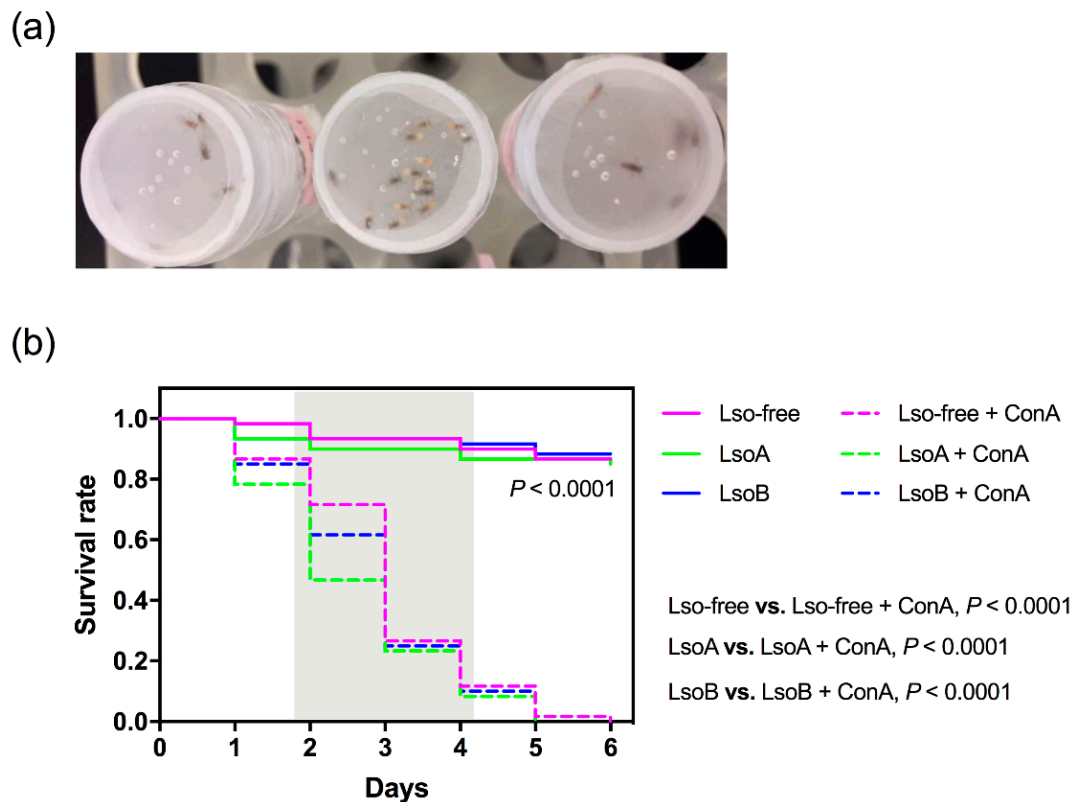 (a)
(b)
Survival rate
1.0
0.8
0.6
0.4
0.2
0.0
0 1 2 3 4 5 6
Days
P < 0.0001
Lso-free
Lso-free + ConA
LsoA
LsoA + ConA
LsoB
LsoB + ConA
Lso-free vs. Lso-free + ConA, P < 0.0001
LsoA vs. LsoA + ConA, P < 0.0001
LsoB vs. LsoB + ConA, P < 0.0001